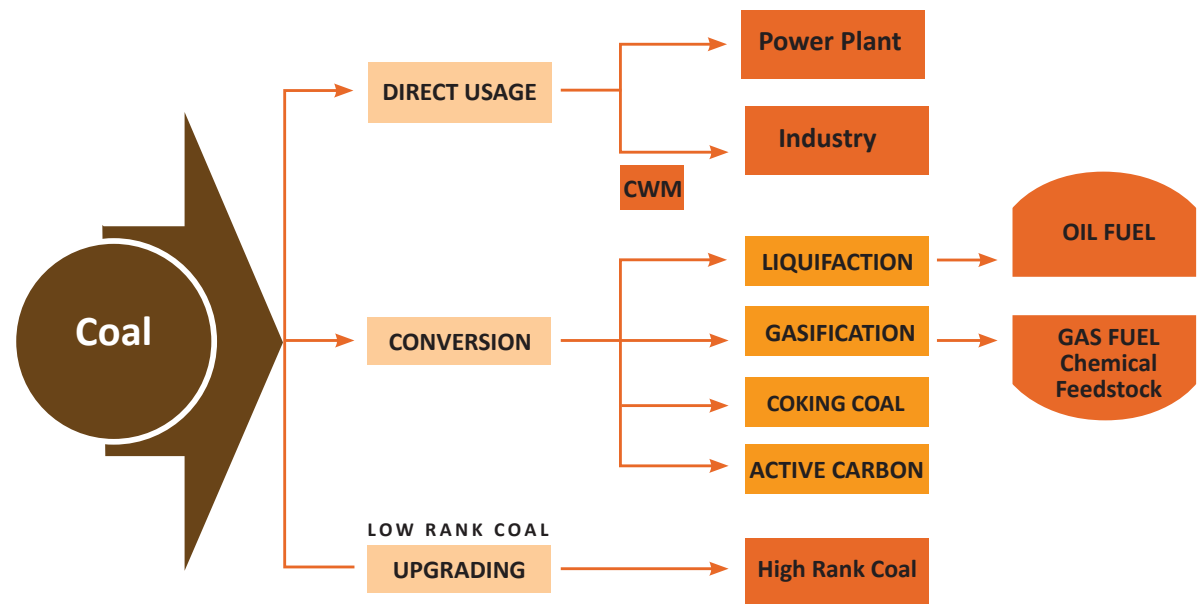 Coal
DIRECT USAGE
Power Plant
Industry
CWM
CONVERSION
LIQUIFACTION
OIL FUEL
GASIFICATION
GAS FUEL
Chemical
Feedstock
COKING COAL
ACTIVE CARBON
LOW RANK COAL
UPGRADING
High Rank Coal